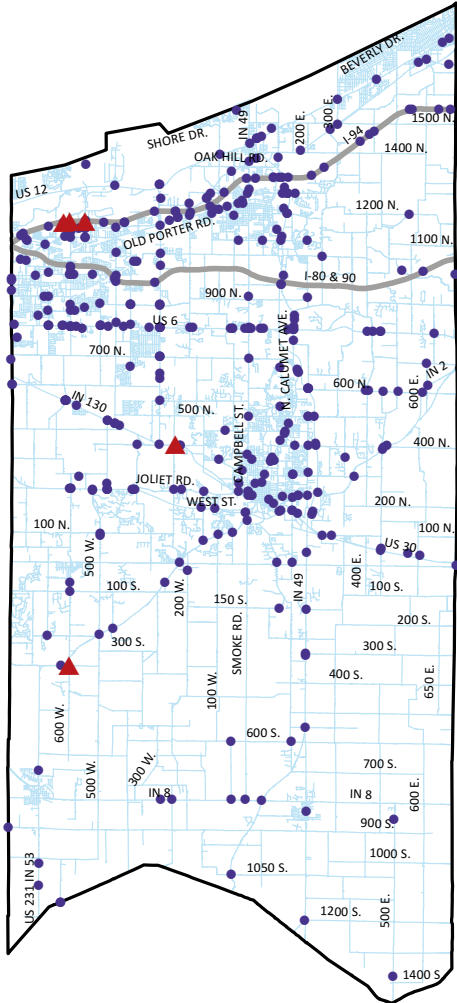 BEVERLY DR.
300 E.
1500 N.
IN 49
200 E.
SHORE DR.
I-94
1400 N.
OAK HILL RD.
US 12
1200 N.
OLD PORTER RD.
1100 N.
I-80 & 90
900 N.
US 6
N. CALUMET AVE.
700 N.
IN 2
600 N.
600 E.
IN 130
500 N.
CAMPBELL ST.
400 N.
JOLIET RD.
WEST ST.
200 N.
100 N.
100 N.
US 30
500 W.
400 E.
100 S.
200 W.
100 S.
150 S.
IN 49
200 S.
300 S.
SMOKE RD.
300 S.
400 S.
650 E.
100 W.
600 W.
600 S.
300 W.
700 S.
500 W.
IN 8
IN 8
600 E.
900 S.
1000 S.
1050 S.
US 231 IN 53
1200 S.
500 E.
1400 S